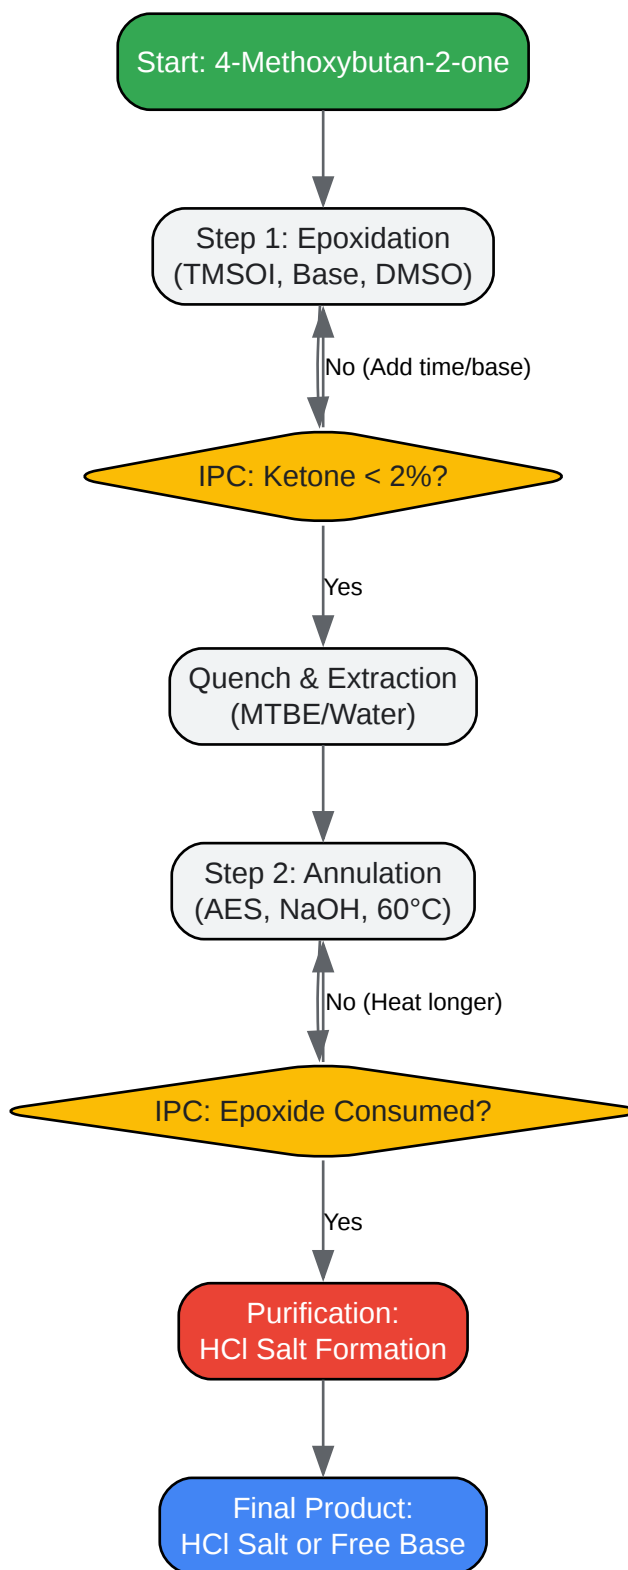 Start: 4-Methoxybutan-2-one
Step 1: Epoxidation
(TMSOI, Base, DMSO)
No (Add time/base)
IPC: Ketone < 2%?
Yes
Quench & Extraction
(MTBE/Water)
Step 2: Annulation
(AES, NaOH, 60°C)
No (Heat longer)
IPC: Epoxide Consumed?
Yes
Purification:
HCl Salt Formation
Final Product:
HCl Salt or Free Base